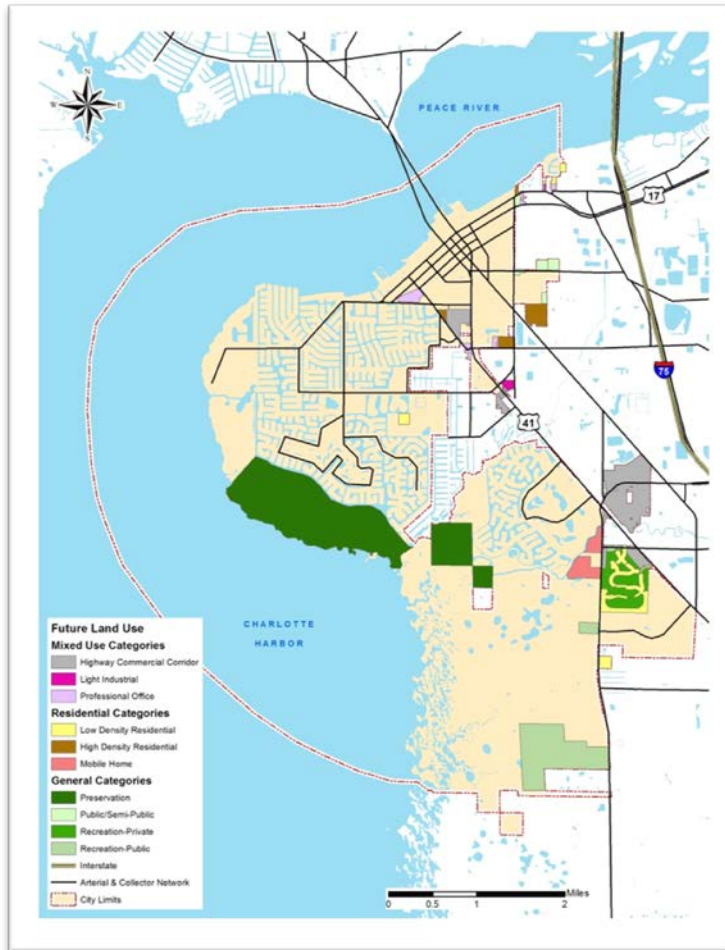 N
W E
S
PEACE RIVER
17
75
41
CHARLOTTE
HARBOR
Future Land Use
Mixed Use Categories
Highway Commercial Corridor
Light Industrial
Professional Office
Residential Categories
Low Density Residential
High Density Residential
Mobile Home
General Categories
Preservation
Public/Semi-Public
Recreation-Private
Recreation-Public
Interstate
Arterial & Collector Network
City Limits
Miles
0 0.5 1 2